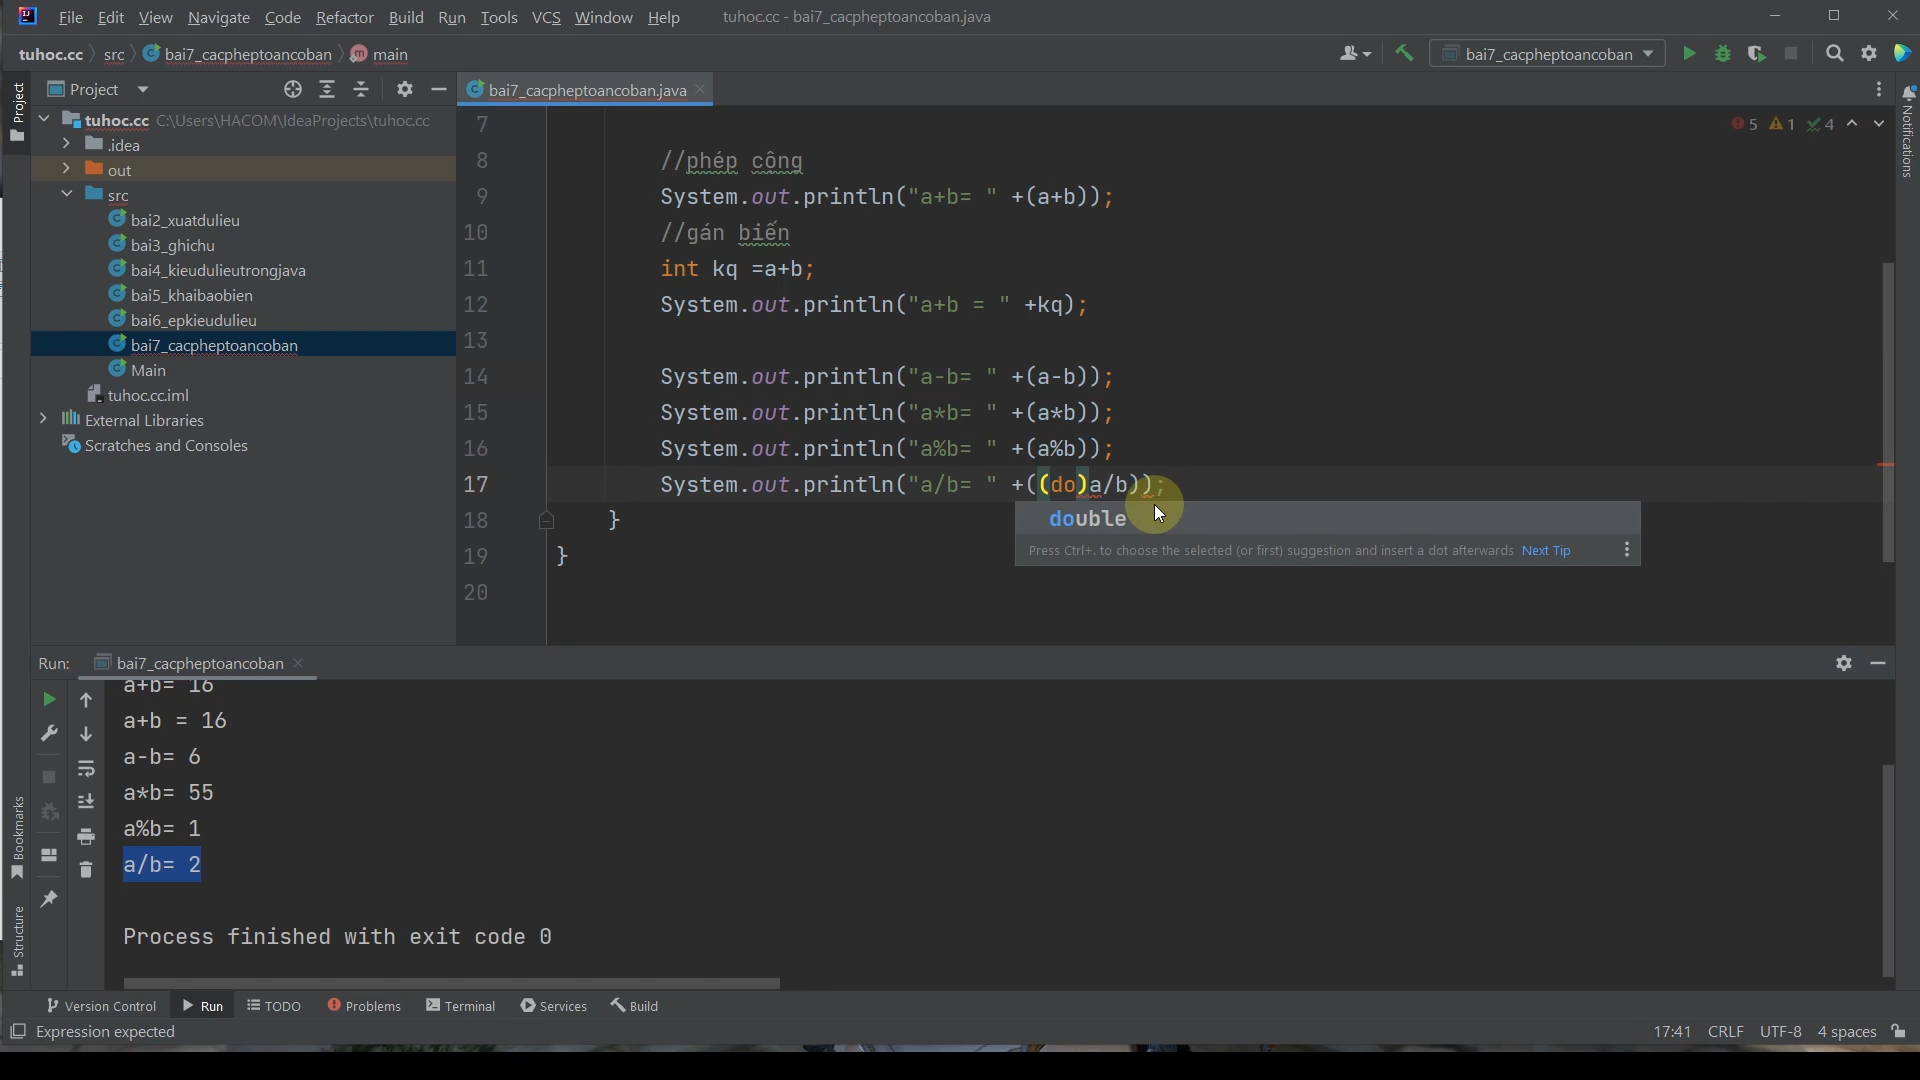 File Edit View Navigate Code Refactor Build Run Tools VCS Window Help tuhoc.cc - bai7_cacpheptoancoban.java
tuhoc.cc src bai7_cacpheptoancoban main bai7_cacpheptoancoban
Project
Project
bai7_cacpheptoancoban.java
Notifications
tuhoc.cc C:\Users\HACOM\IdeaProjects\tuhoc.cc
.idea
out
src
bai2_xuatdulieu
bai3_ghichu
bai4_kieudulieutrongjava
bai5_khaibaobien
bai6_epkieudulieu
bai7_cacpheptoancoban
Main
tuhoc.cc.iml
External Libraries
Scratches and Consoles
5 1 4
7
8 //phép công
9 System.out.println("a+b= " +(a+b));
10 //gán biến
11 int kq =a+b;
12 System.out.println("a+b = " +kq);
13
14 System.out.println("a-b= " +(a-b));
15 System.out.println("a*b= " +(a*b));
16 System.out.println("a%b= " +(a%b));
17 System.out.println("a/b= " +((do)a/b));
double
18 }
Press Ctrl+. to choose the selected (or first) suggestion and insert a dot afterwards Next Tip
19 }
20
Run: bai7_cacpheptoancoban
a+b= 16
a+b = 16
a-b= 6
a*b= 55
a%b= 1
a/b= 2
Process finished with exit code 0
Bookmarks
Structure
Version Control Run TODO Problems Terminal Services Build
Expression expected 17:41 CRLF UTF-8 4 spaces